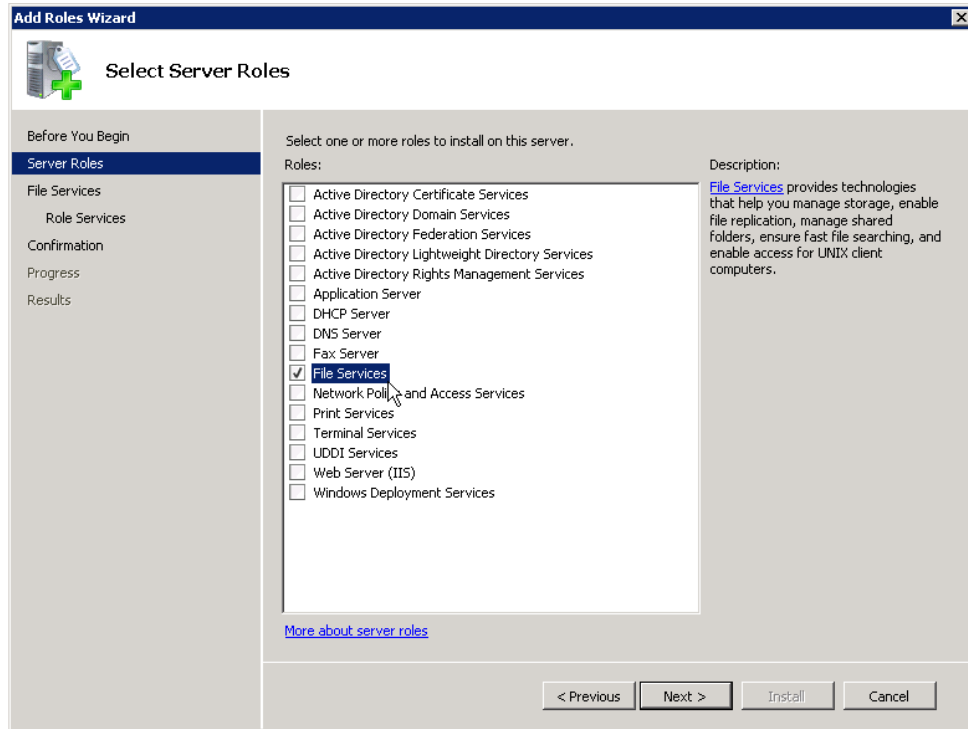 Add Roles Wizard
Select Server Roles
Before You Begin
Server Roles
File Services
Role Services
Confirmation
Progress
Results
Select one or more roles to install on this server.
Roles:
Active Directory Certificate Services
Active Directory Domain Services
Active Directory Federation Services
Active Directory Lightweight Directory Services
Active Directory Rights Management Services
Application Server
DHCP Server
DNS Server
Fax Server
File Services
Network Policy and Access Services
Print Services
Terminal Services
UDDI Services
Web Server (IIS)
Windows Deployment Services
More about server roles
Description:
File Services provides technologies
that help you manage storage, enable
file replication, manage shared
folders, ensure fast file searching, and
enable access for UNIX client
computers.
< Previous
Next >
Install
Cancel